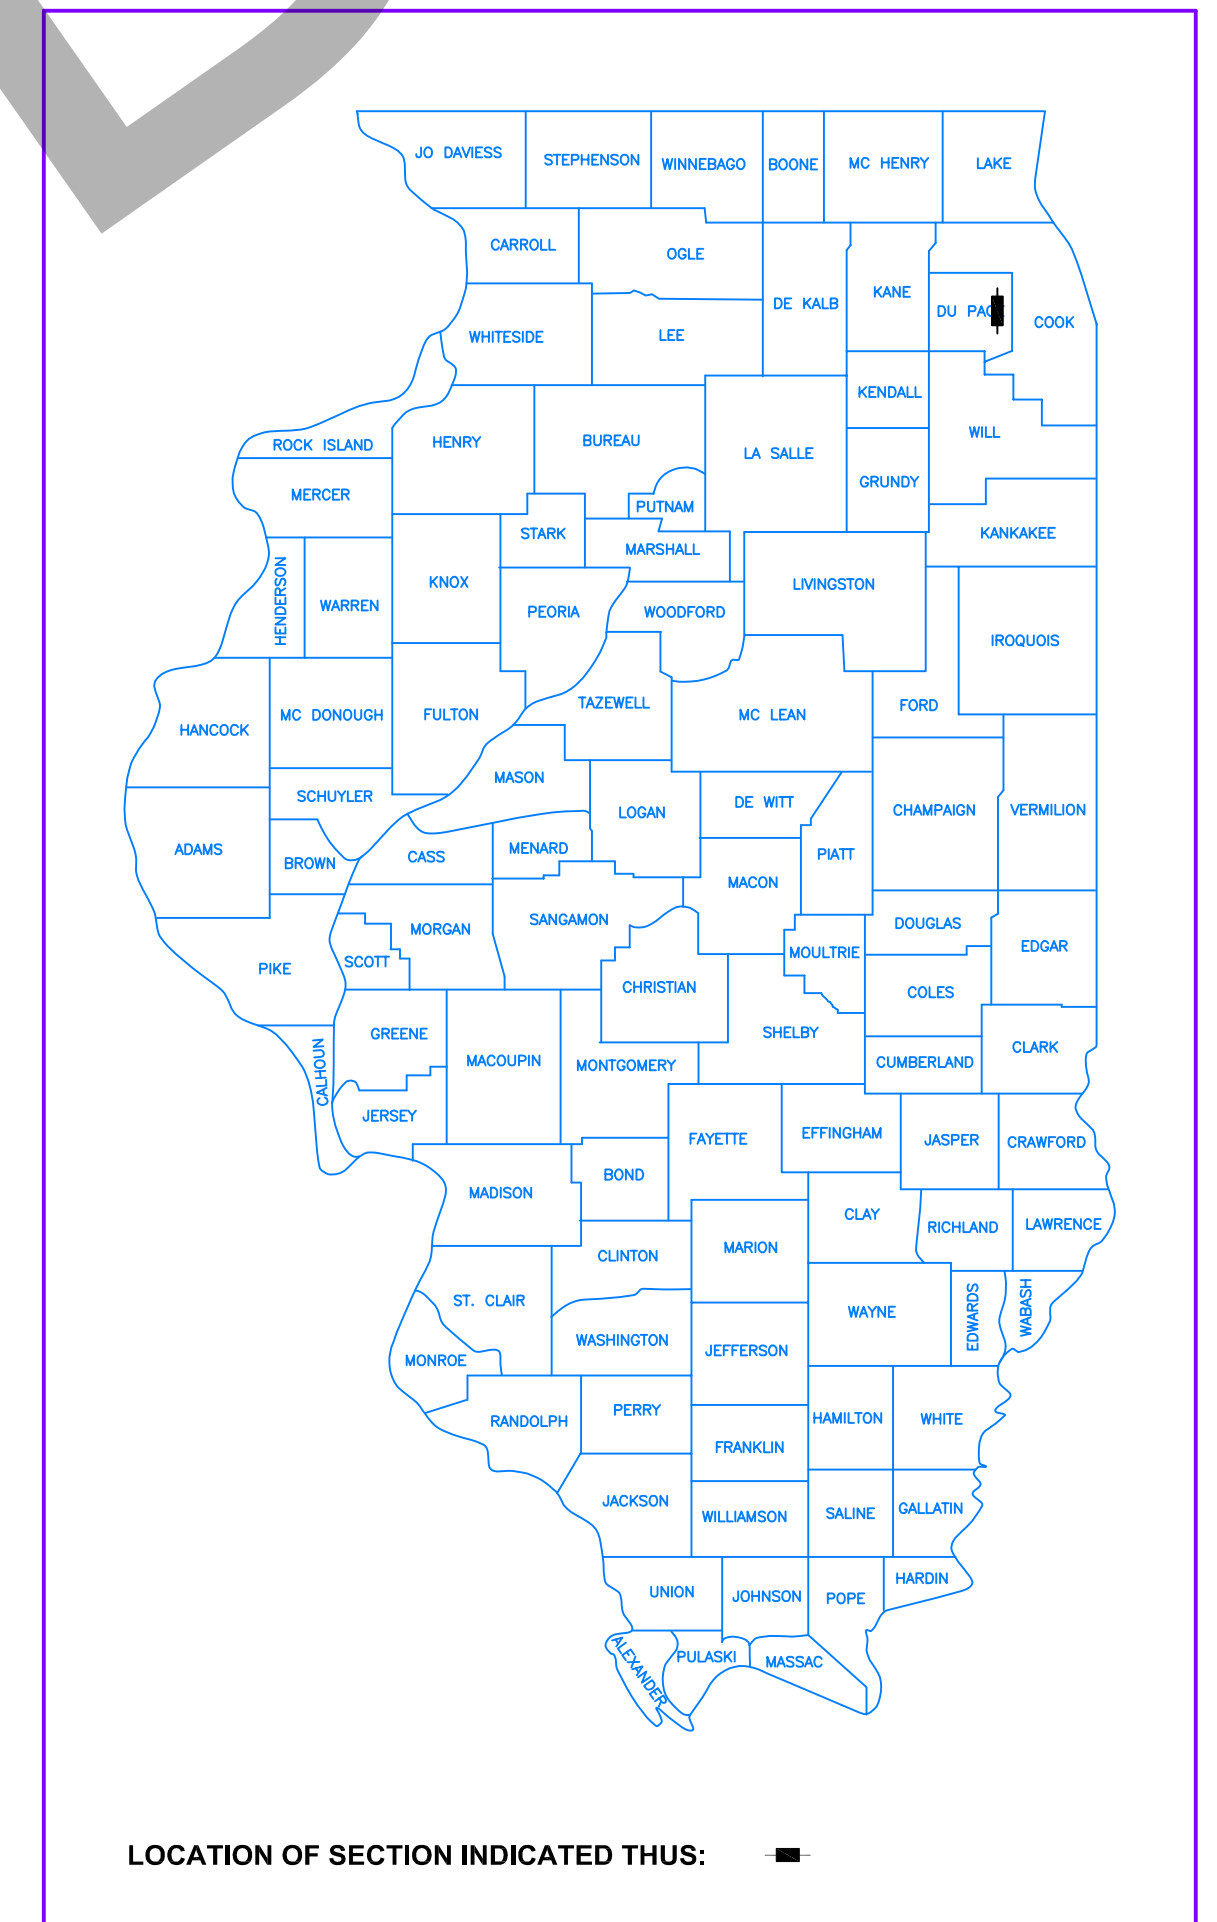 JO DAVIESS
STEPHENSON
WINNEBAGO
BOONE
MC HENRY
LAKE
CARROLL
OGLE
DE KALB
KANE
DU PAG
COOK
WHITESIDE
LEE
KENDALL
ROCK ISLAND
HENRY
BUREAU
LA SALLE
WILL
MERCER
PUTNAM
GRUNDY
STARK
MARSHALL
KANKAKEE
HENDERSON
WARREN
KNOX
PEORIA
WOODFORD
LIVINGSTON
IROQUOIS
HANCOCK
MC DONOUGH
FULTON
TAZEWELL
MC LEAN
FORD
SCHUYLER
MASON
LOGAN
DE WITT
CHAMPAIGN
VERMILION
ADAMS
BROWN
CASS
MENARD
PIATT
MACON
PIKE
SCOTT
MORGAN
SANGAMON
CHRISTIAN
MOULTRIE
DOUGLAS
EDGAR
COLES
CALHOUN
GREENE
MACOUPIN
MONTGOMERY
SHELBY
CUMBERLAND
CLARK
JERSEY
FAYETTE
EFFINGHAM
JASPER
CRAWFORD
MADISON
BOND
CLAY
RICHLAND
LAWRENCE
CLINTON
MARION
ST. CLAIR
WAYNE
EDWARDS
WABASH
WASHINGTON
JEFFERSON
MONROE
RANDOLPH
PERRY
HAMILTON
WHITE
FRANKLIN
JACKSON
WILLIAMSON
SALINE
GALLATIN
UNION
JOHNSON
POPE
HARDIN
ALEXANDER
PULASKI
MASSAC
LOCATION OF SECTION INDICATED THUS: